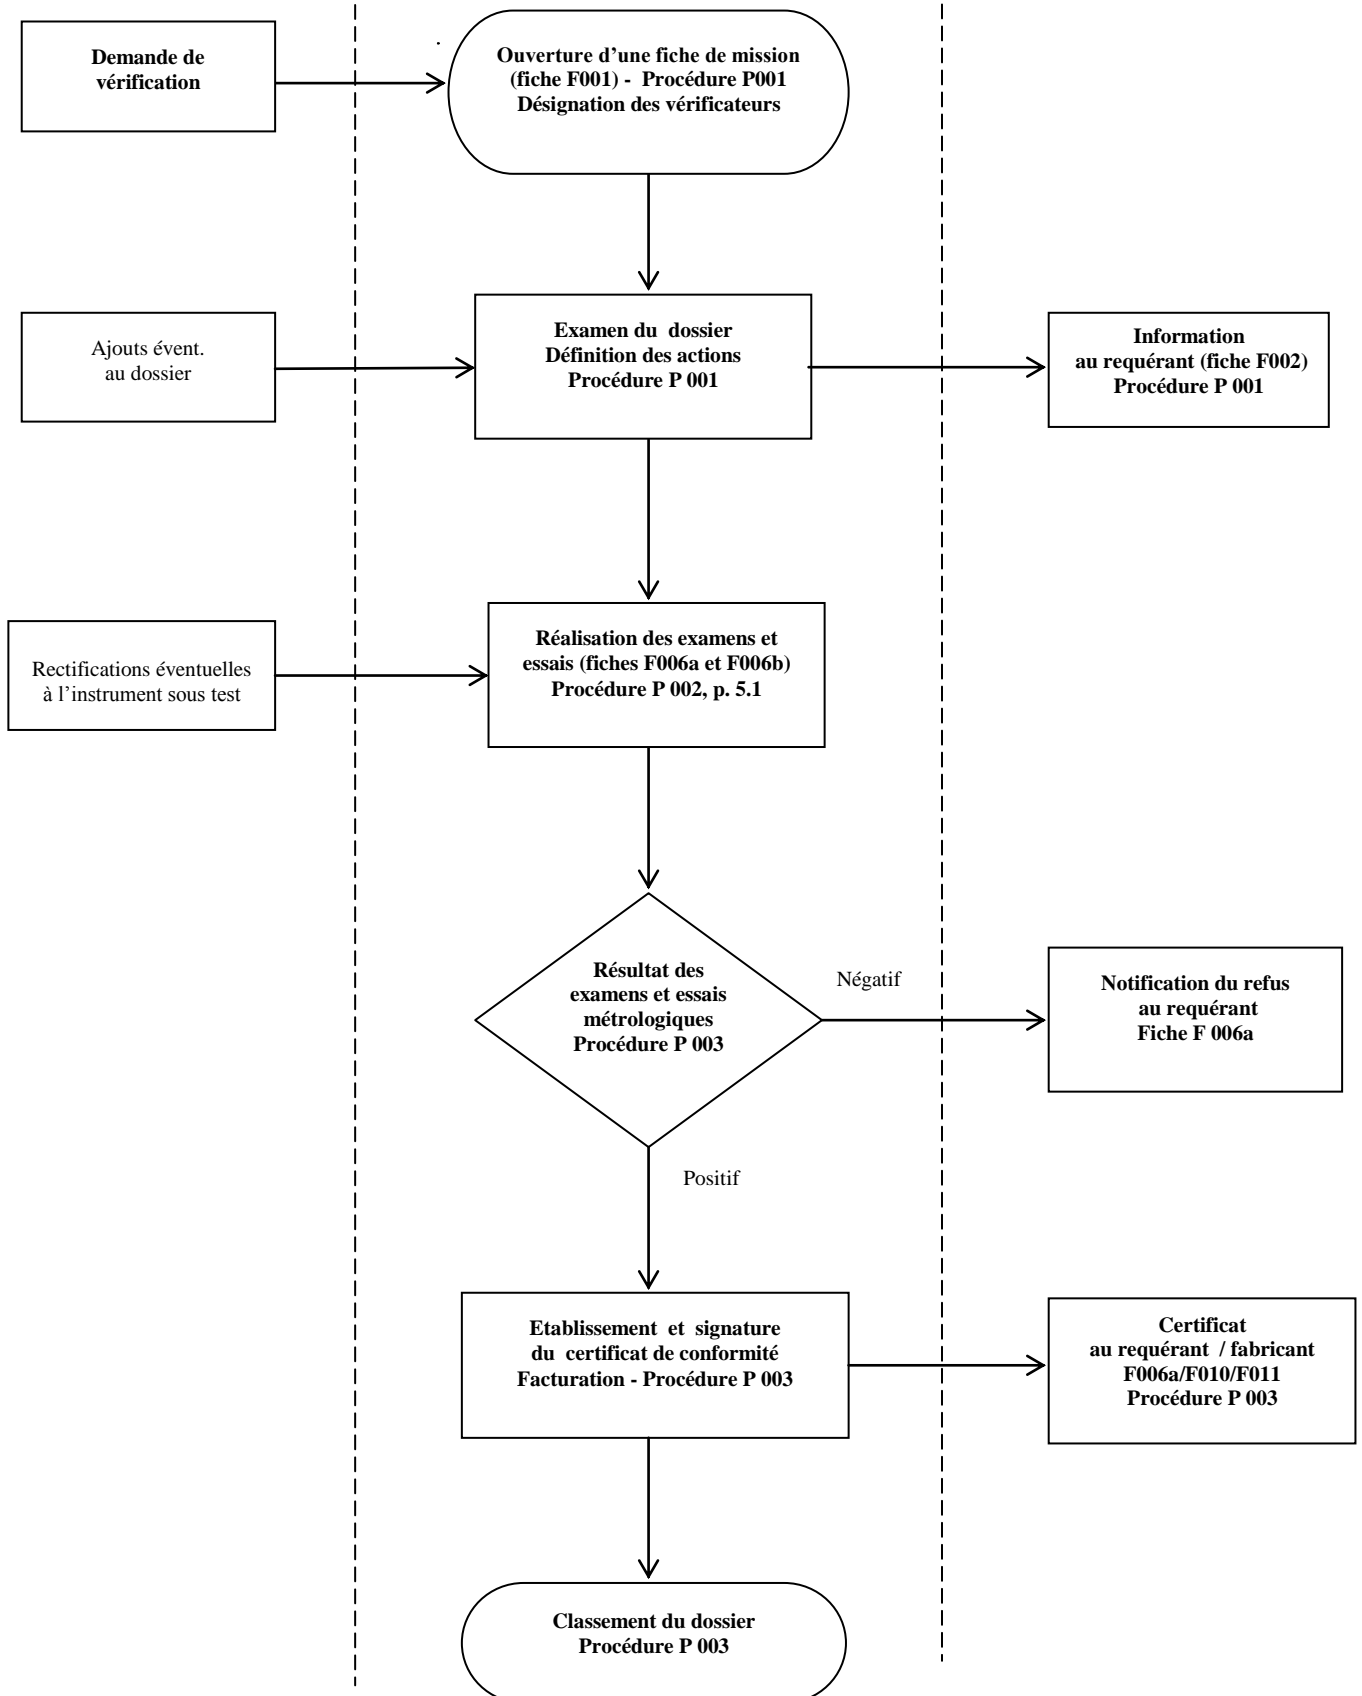 Demande de
vérification
Ouverture d’une fiche de mission
(fiche F001) - Procédure P001
Désignation des vérificateurs
Ajouts évent.
au dossier
Examen du dossier
Définition des actions
Procédure P 001
Information
au requérant (fiche F002)
Procédure P 001
Rectifications éventuelles
à l’instrument sous test
Réalisation des examens et
essais (fiches F006a et F006b)
Procédure P 002, p. 5.1
Résultat des
examens et essais
métrologiques
Procédure P 003
Négatif
Notification du refus
au requérant
Fiche F 006a
Positif
Etablissement et signature
du certificat de conformité
Facturation - Procédure P 003
Certificat
au requérant / fabricant
F006a/F010/F011
Procédure P 003
Classement du dossier
Procédure P 003